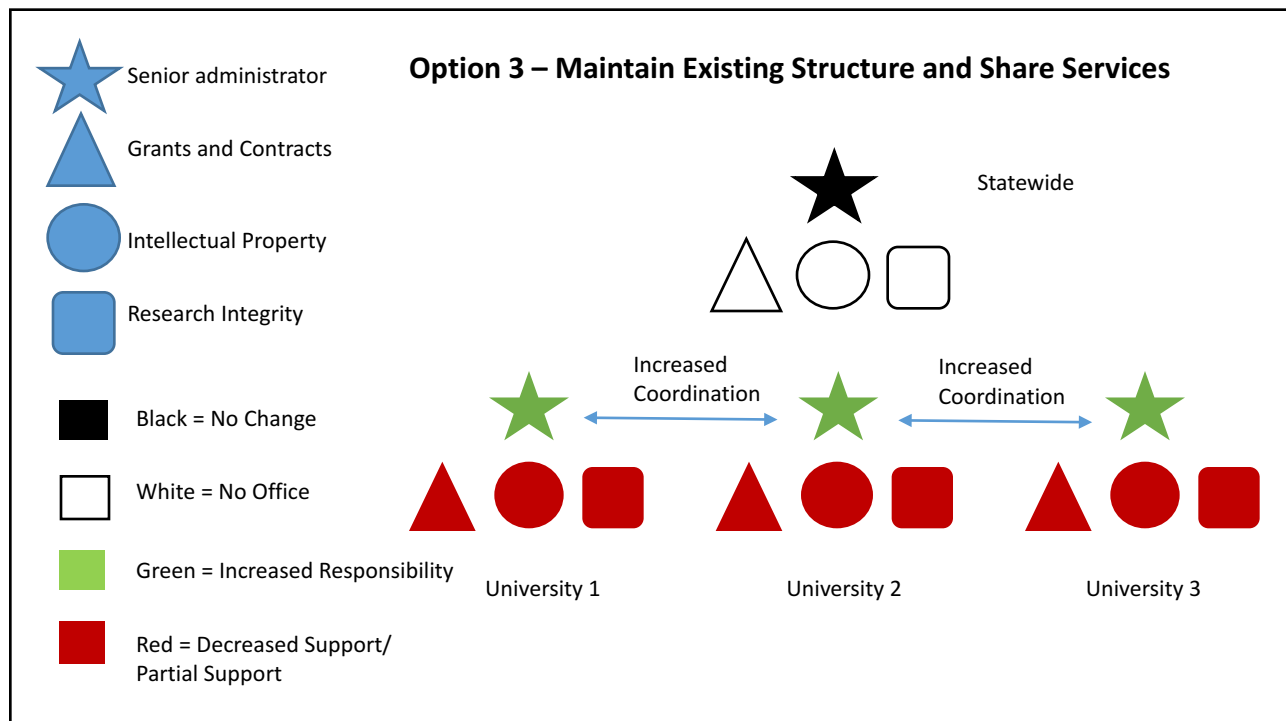 Option 3 – Maintain Existing Structure and Share Services
Senior administrator
Grants and Contracts
Intellectual Property
Research Integrity
Black = No Change
White = No Office
Green = Increased Responsibility
Red = Decreased Support/
Partial Support
Statewide
Increased
Coordination
Increased
Coordination
University 1
University 2
University 3